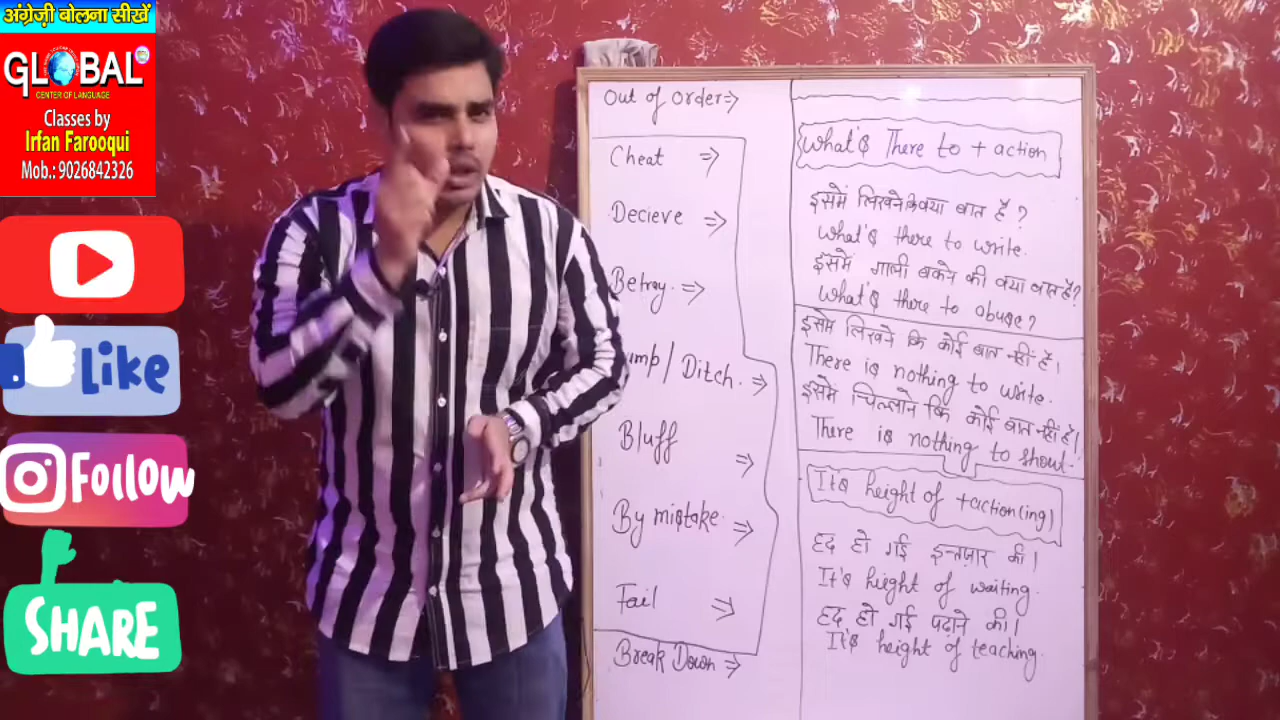 अंग्रेज़ी बोलना सीखें
GLOBAL
CENTER OF LANGUAGE
Classes by
Irfan Farooqui
Mob.: 9026842326
Like
Follow
SHARE
Out of order⇒
Cheat ⇒
Decieve ⇒
Betray. ⇒
ump / Ditch. ⇒
Bluff ⇒
By mistake. ⇒
Fail ⇒
Break Down ⇒
What's There to + action
इसमें लिखने कि क्या बात है ?
What's there to write.
इसमें गाली बकने की क्या बात है?
What's there to abuse?
इसमें लिखने कि कोई बात नहीं है।
There is nothing to write.
इसमें चिल्लाने कि कोई बात नहीं है।
There is nothing to shout.
It's height of +action(ing)
हद हो गई इन्तज़ार की।
It's height of waiting.
हद हो गई पढ़ाने की।
It's height of teaching.